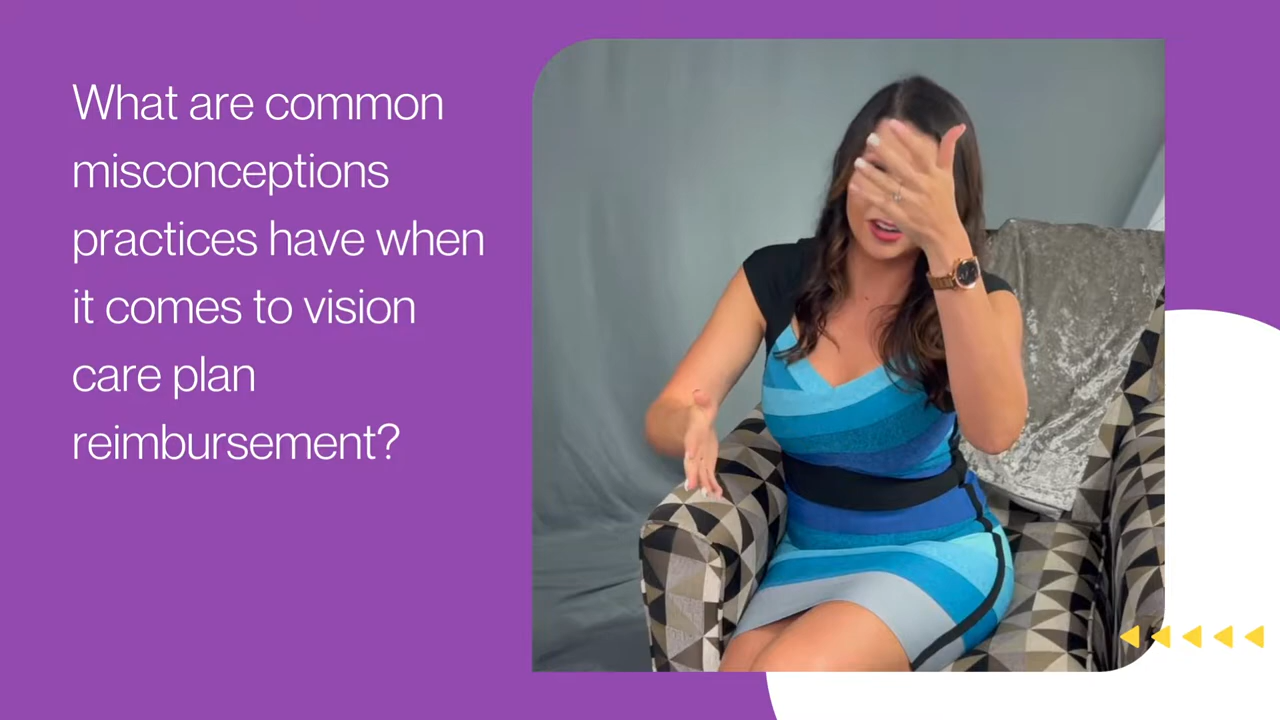 What are common
misconceptions
practices have when
it comes to vision
care plan
reimbursement?